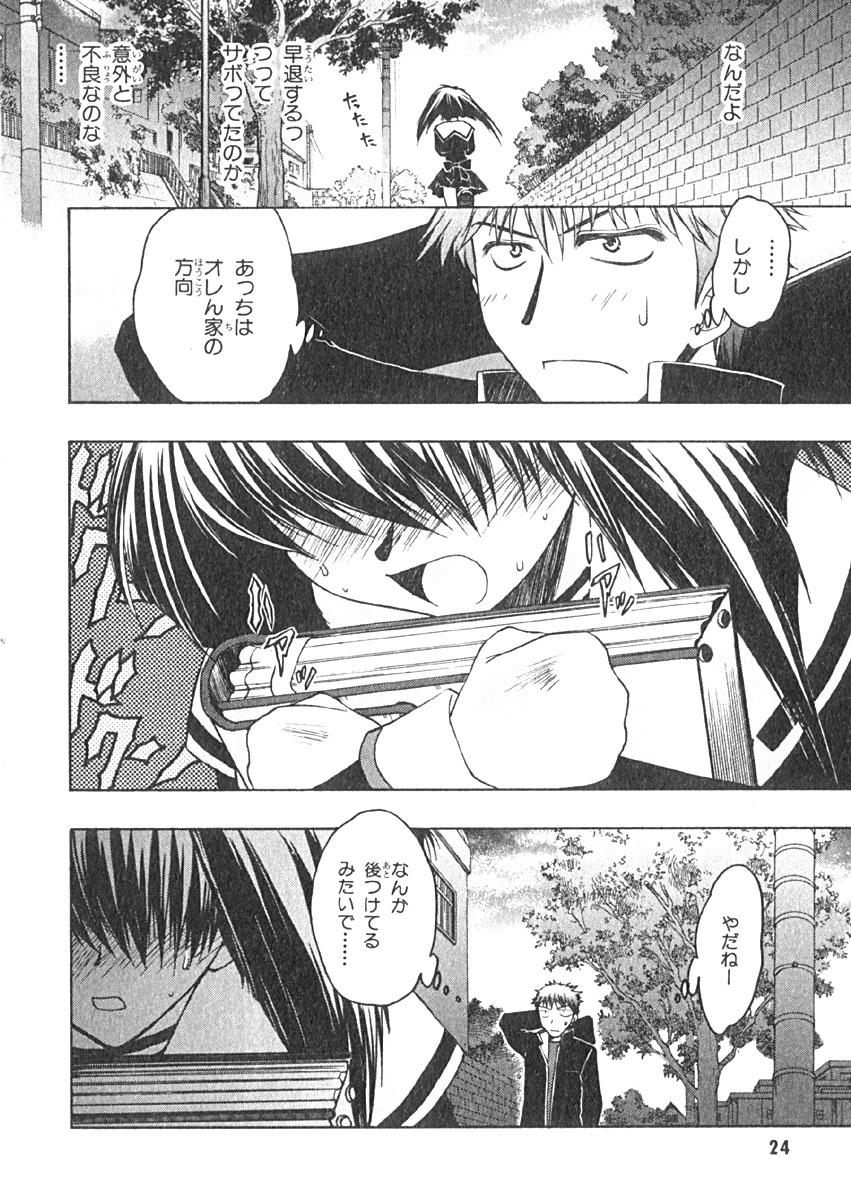 なんだよ
早退するっ
つって
サボってたのか
意外と
不良なのな
……
たたた
……
しかし
あっちは
オレん家の
方向
ハァッ
ハァッ
やだねー
なんか
後つけてる
みたいで……
24